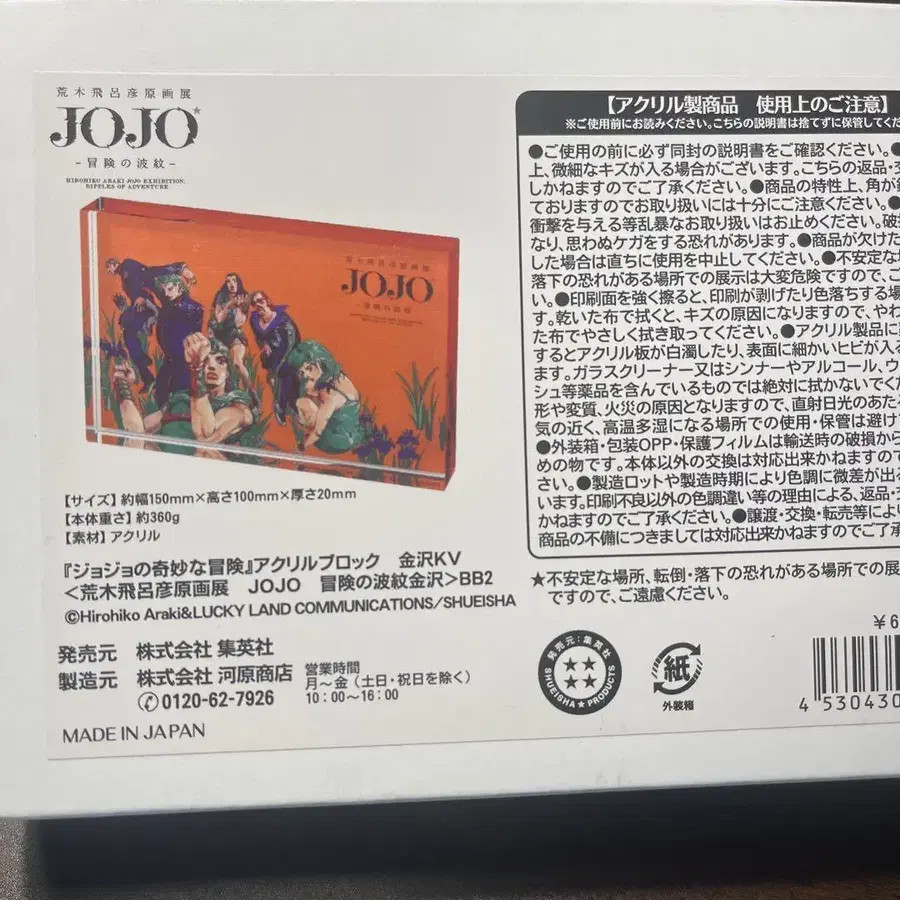 荒木飛呂彦原画展
JOJO
-冒険の波紋-
HIROHIKO ARAKI JOJO EXHIBITION:
RIPPLES OF ADVENTURE
荒木飛呂彦原画展
JOJO
-冒険の波紋-
【サイズ】約幅150mm×高さ100mm×厚さ20mm
【本体重さ】約360g
【素材】アクリル
『ジョジョの奇妙な冒険』アクリルブロック 金沢KV
<荒木飛呂彦原画展 JOJO 冒険の波紋金沢>BB2
©Hirohiko Araki&LUCKY LAND COMMUNICATIONS/SHUEISHA
発売元 株式会社 集英社
製造元 株式会社 河原商店
0120-62-7926
営業時間
月~金(土日・祝日を除く)
10:00~16:00
MADE IN JAPAN
【アクリル製商品 使用上のご注意】
※ご使用前にお読みください。こちらの説明書は捨てずに保管してくだ
●ご使用の前に必ず同封の説明書をご確認ください。●
上、微細なキズが入る場合がございます。こちらの返品・交
しかねますのでご了承ください。●商品の特性上、角が鋭
ておりますのでお取り扱いには十分にご注意ください。●
衝撃を与える等乱暴なお取り扱いはお止めください。破損
なり、思わぬケガをする恐れがあります。●商品が欠けた
した場合は直ちに使用を中止してください。●不安定な場
落下の恐れがある場所での展示は大変危険ですので、ご
い。●印刷面を強く擦ると、印刷が剥げたり色落ちする場
す。乾いた布で拭くと、キズの原因になりますので、やわ
た布でやさしく拭き取ってください。●アクリル製品に
するとアクリル板が白濁したり、表面に細かいヒビが入る
ます。ガラスクリーナー又はシンナーやアルコール、ウ
シュ等薬品を含んでいるものでは絶対に拭かないでくだ
形や変質、火災の原因となりますので、直射日光のあた
気の近く、高温多湿になる場所での使用・保管は避けて
●外装箱・包装OPP・保護フィルムは輸送時の破損から
めの物です。本体以外の交換は対応出来かねますので
ださい。●製造ロットや製造時期により色調に微差が出る
います。印刷不良以外の色調違い等の理由による、返品・交
かねますのでご了承ください。●譲渡・交換・転売等により
商品の不備につきましては対応出来かねますのでご了承
★不安定な場所、転倒・落下の恐れがある場所での展
ですので、ご遠慮ください。
発売元:集英社
SHUEISHA★PRODUCTS
紙
外装箱
¥6
4 530430